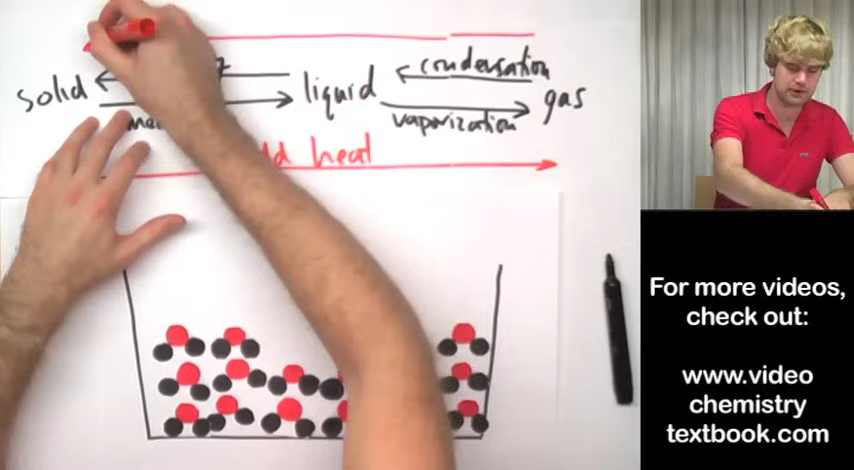 solid
liquid
condensation
vaporization
gas
heat
For more videos,
check out:
www.video
chemistry
textbook.com